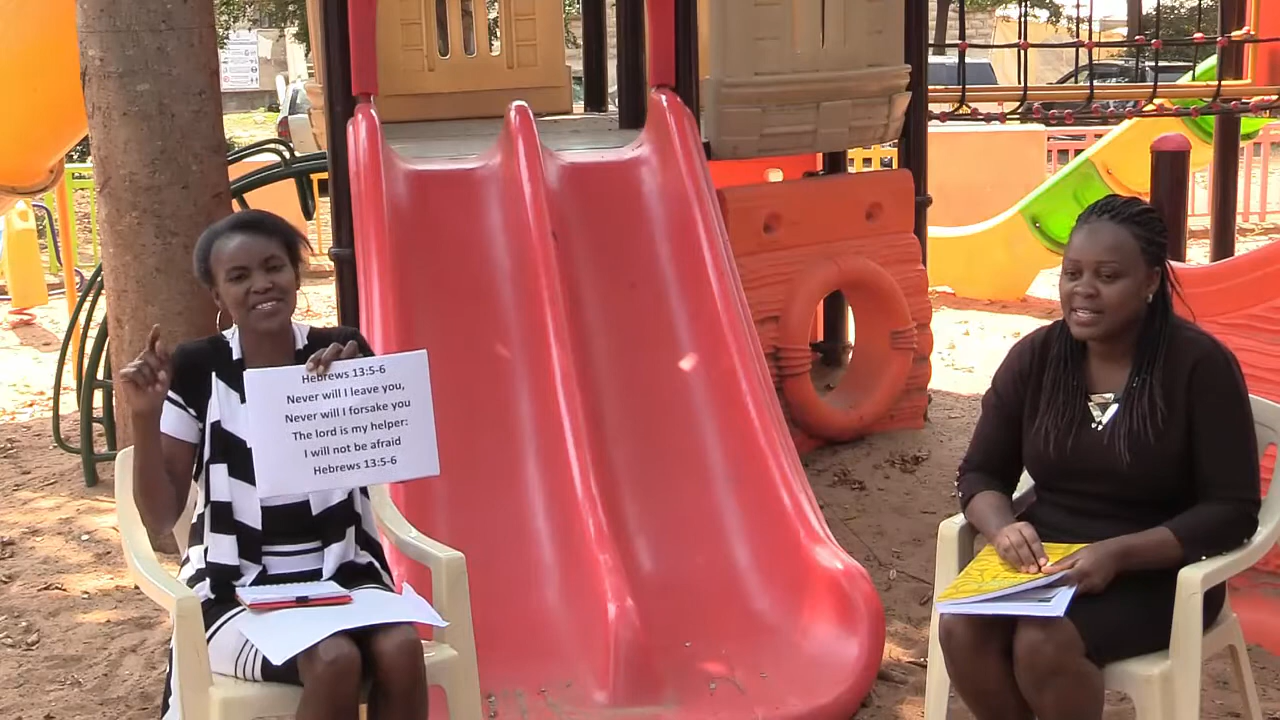 Hebrews 13:5-6
Never will I leave you,
Never will I forsake you
The lord is my helper:
I will not be afraid
Hebrews 13:5-6